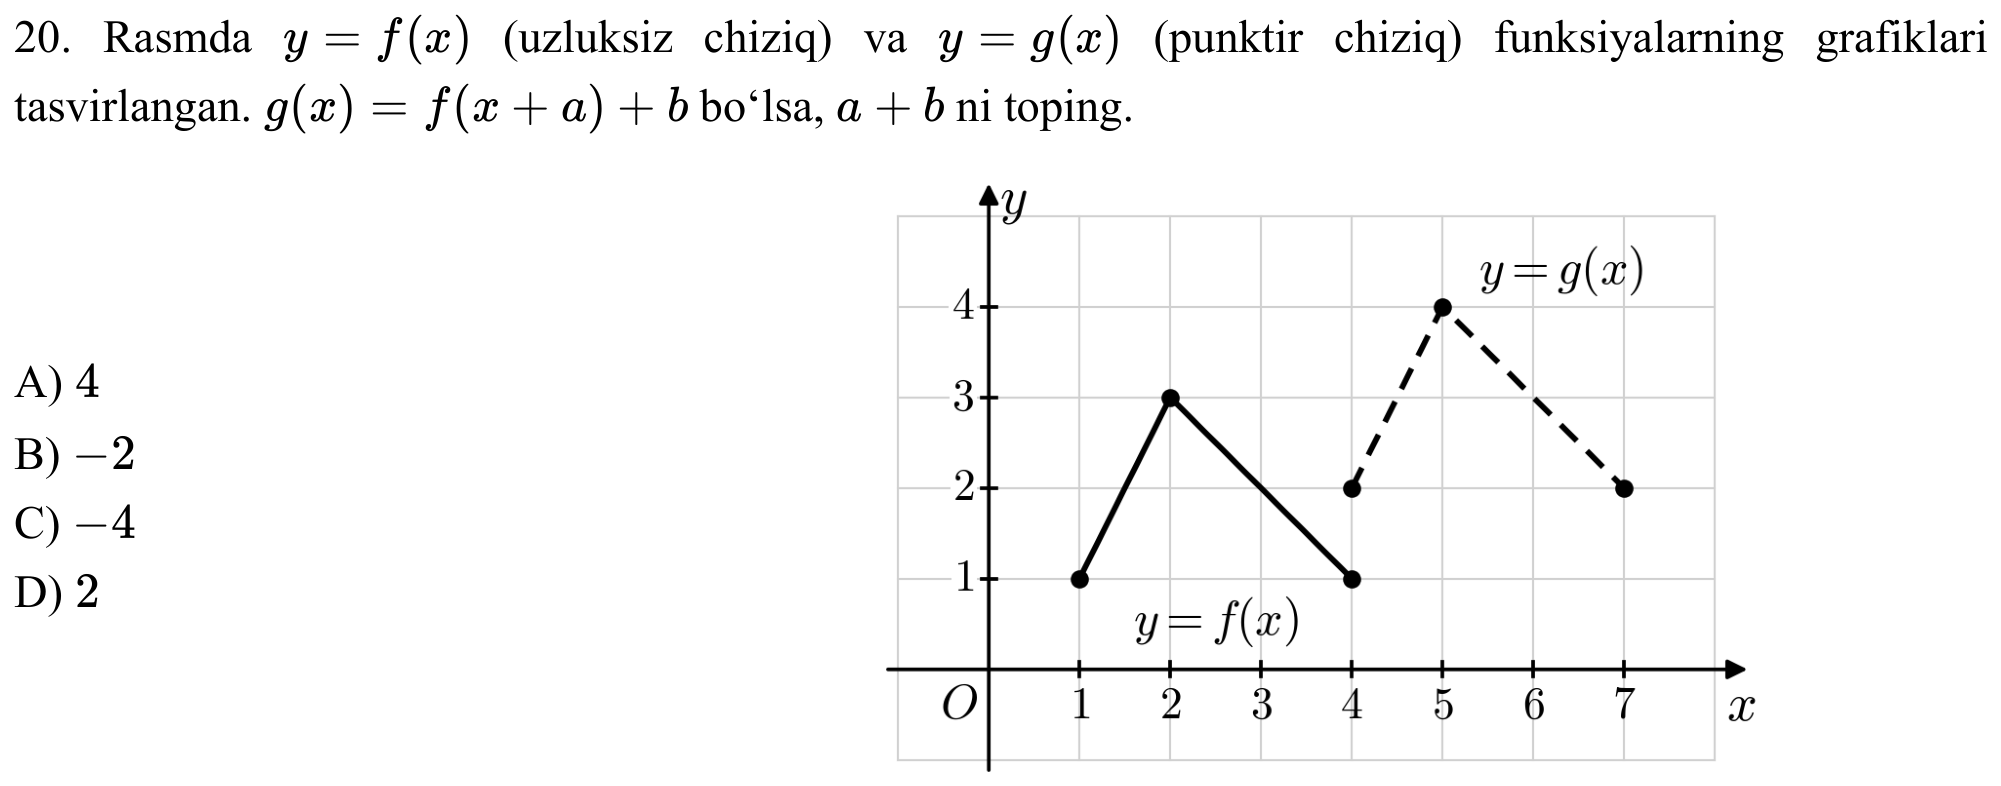 20. Rasmda y = f(x) (uzluksiz chiziq) va y = g(x) (punktir chiziq) funksiyalarning grafiklari
tasvirlangan. g(x) = f(x + a) + b bo‘lsa, a + b ni toping.
A) 4
B) −2
C) −4
D) 2
y
y = g(x)
4
3
2
1
y = f(x)
O 1 2 3 4 5 6 7 x